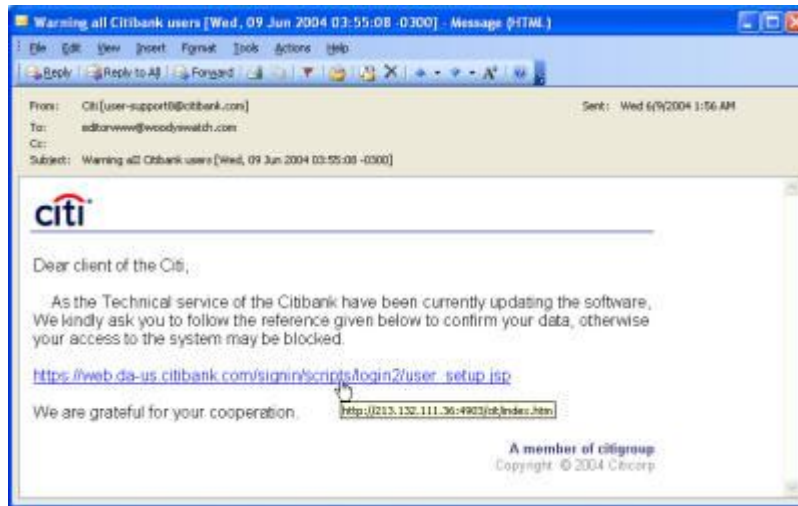 Warning all Citibank users [Wed, 09 Jun 2004 03:55:08 -0300] - Message (HTML)
File Edit View Insert Format Tools Actions Help
Reply Reply to All Forward
From: Citi [user-support8@citibank.com] Sent: Wed 6/9/2004 1:56 AM
To: editorwww@woodyswatch.com
Cc:
Subject: Warning all Citibank users [Wed, 09 Jun 2004 03:55:08 -0300]
citi
Dear client of the Citi,
As the Technical service of the Citibank have been currently updating the software,
We kindly ask you to follow the reference given below to confirm your data, otherwise
your access to the system may be blocked.
https://web.da-us.citibank.com/signin/scripts/login2/user_setup.jsp
http://213.132.111.36:4903/cit/index.htm
We are grateful for your cooperation.
A member of citigroup
Copyright © 2004 Citicorp